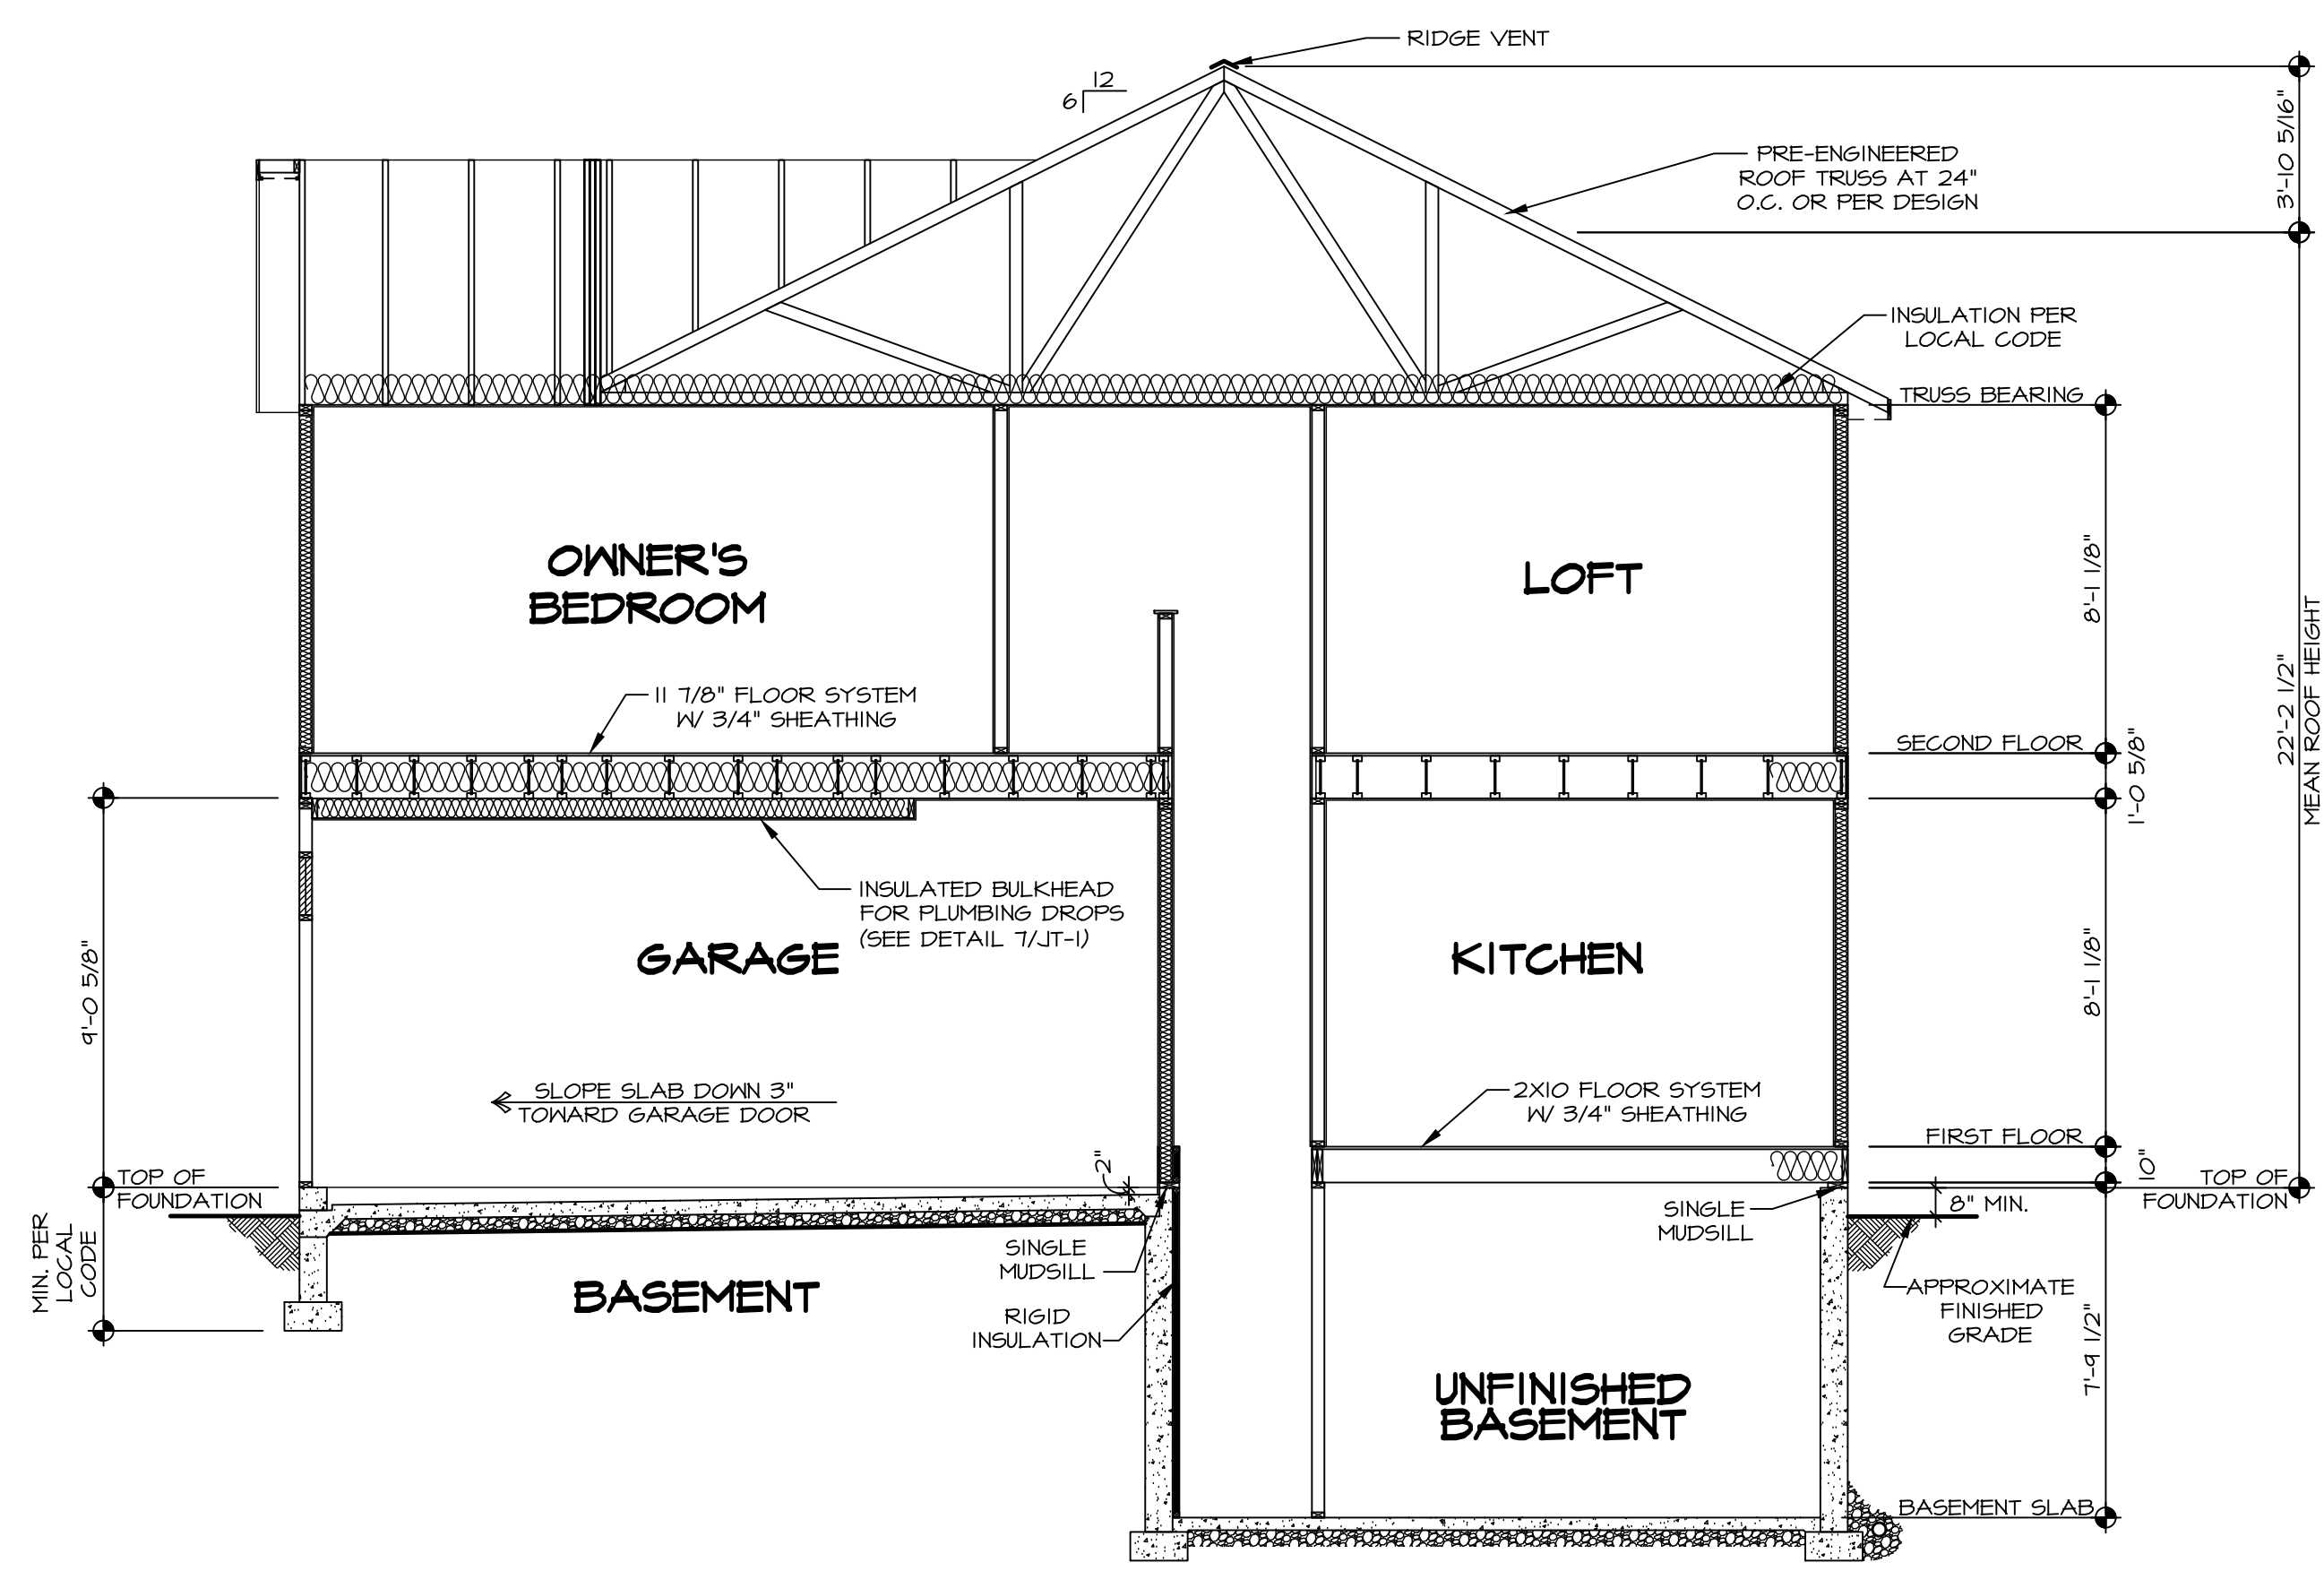 RIDGE VENT
12
6
3'-10 5/16"
PRE-ENGINEERED
ROOF TRUSS AT 24"
O.C. OR PER DESIGN
INSULATION PER
LOCAL CODE
TRUSS BEARING
OWNER'S
BEDROOM
LOFT
8'-1 1/8"
22'-2 1/2"
MEAN ROOF HEIGHT
11 7/8" FLOOR SYSTEM
W/ 3/4" SHEATHING
SECOND FLOOR
1'-0 5/8"
INSULATED BULKHEAD
FOR PLUMBING DROPS
(SEE DETAIL 7/JT-1)
GARAGE
KITCHEN
9'-0 5/8"
8'-1 1/8"
SLOPE SLAB DOWN 3"
TOWARD GARAGE DOOR
2X10 FLOOR SYSTEM
W/ 3/4" SHEATHING
FIRST FLOOR
10"
2"
TOP OF
FOUNDATION
TOP OF
FOUNDATION
8" MIN.
SINGLE
MUDSILL
MIN. PER
LOCAL
CODE
SINGLE
MUDSILL
BASEMENT
RIGID
INSULATION
APPROXIMATE
FINISHED
GRADE
7'-9 1/2"
UNFINISHED
BASEMENT
BASEMENT SLAB